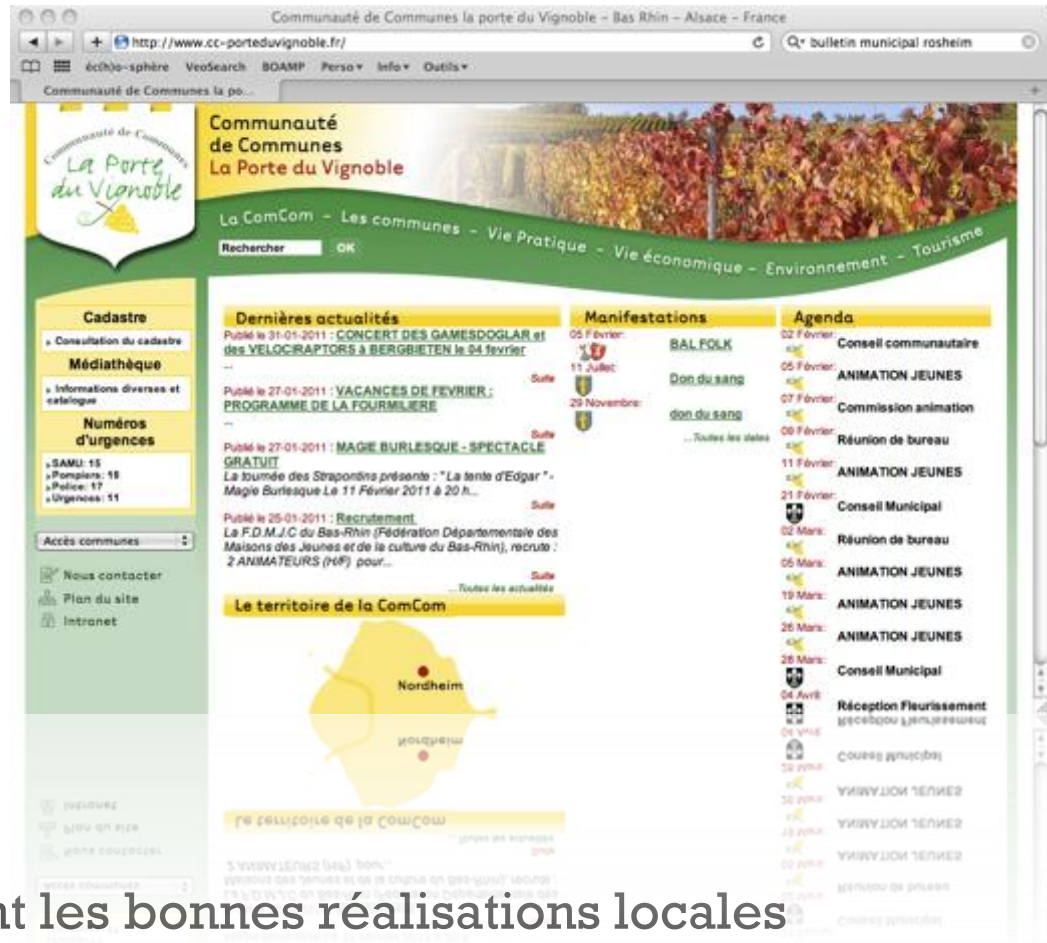 Communauté de Communes la porte du Vignoble – Bas Rhin – Alsace – France
http://www.cc-porteduvignoble.fr/
bulletin municipal rosheim
éc(h)o-sphère VeoSearch BOAMP Perso Info Outils
Communauté de Communes la po...
Communauté de Communes
La Porte
du Vignoble
Communauté
de Communes
La Porte du Vignoble
La ComCom – Les communes – Vie Pratique – Vie économique – Environnement – Tourisme
Rechercher OK
Cadastre
Consultation du cadastre
Médiathèque
Informations diverses et
catalogue
Numéros
d'urgences
SAMU: 15
Pompiers: 18
Police: 17
Urgences: 11
Accès communes
Nous contacter
Plan du site
Intranet
Dernières actualités
Publié le 31-01-2011 : CONCERT DES GAMESDOGLAR et
des VELOCIRAPTORS à BERGBIETEN le 04 fevrier
...
Suite
Publié le 27-01-2011 : VACANCES DE FEVRIER :
PROGRAMME DE LA FOURMILIERE
...
Suite
Publié le 27-01-2011 : MAGIE BURLESQUE - SPECTACLE
GRATUIT
La tournée des Strapontins présente : "La tente d'Edgar" -
Magie Burlesque Le 11 Février 2011 à 20 h...
Suite
Publié le 25-01-2011 : Recrutement
La F.D.M.J.C du Bas-Rhin (Fédération Départementale des
Maisons des Jeunes et de la culture du Bas-Rhin), recrute :
2 ANIMATEURS (H/F) pour...
Suite
...Toutes les actualités
Le territoire de la ComCom
Nordheim
Manifestations
05 Février:
BAL FOLK
11 Juillet:
Don du sang
29 Novembre:
don du sang
...Toutes les dates
Agenda
02 Février:
Conseil communautaire
05 Février:
ANIMATION JEUNES
07 Février:
Commission animation
09 Février:
Réunion de bureau
11 Février:
ANIMATION JEUNES
21 Février:
Conseil Municipal
02 Mars:
Réunion de bureau
05 Mars:
ANIMATION JEUNES
19 Mars:
ANIMATION JEUNES
26 Mars:
ANIMATION JEUNES
28 Mars:
Conseil Municipal
04 Avril:
Réception Fleurissement
nt les bonnes réalisations locales